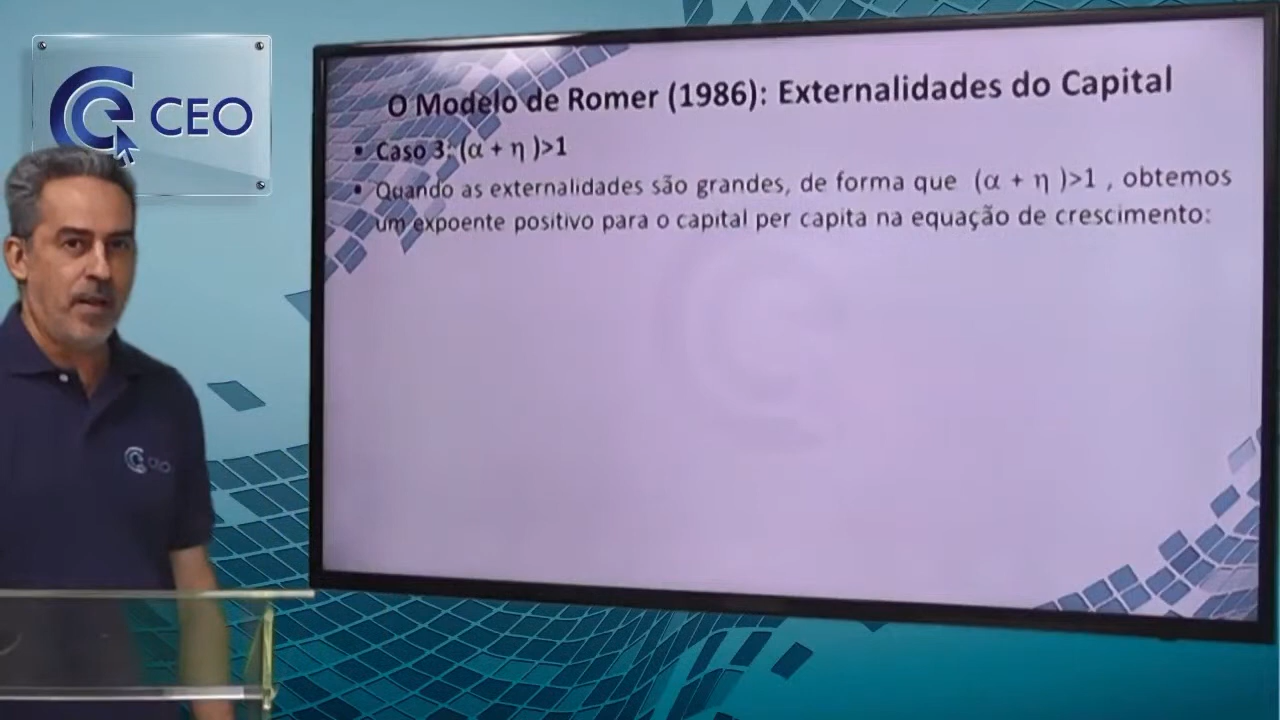 CEO
O Modelo de Romer (1986): Externalidades do Capital
• Caso 3: (α + η )>1
• Quando as externalidades são grandes, de forma que (α + η )>1 , obtemos
um expoente positivo para o capital per capita na equação de crescimento:
CEO